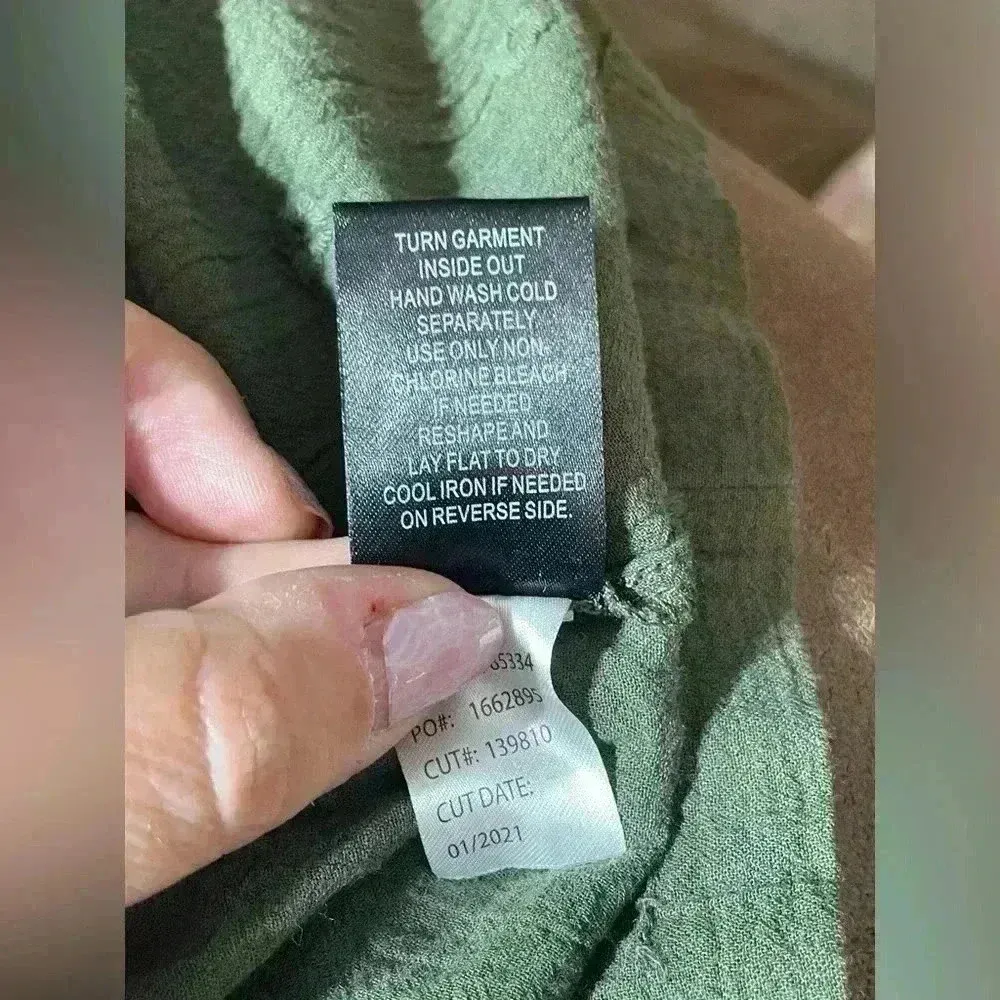 TURN GARMENT
INSIDE OUT
HAND WASH COLD
SEPARATELY
USE ONLY NON-
CHLORINE BLEACH
IF NEEDED
RESHAPE AND
LAY FLAT TO DRY
COOL IRON IF NEEDED
ON REVERSE SIDE.
PO#: 1662895
CUT#: 139810
CUT DATE:
01/2021